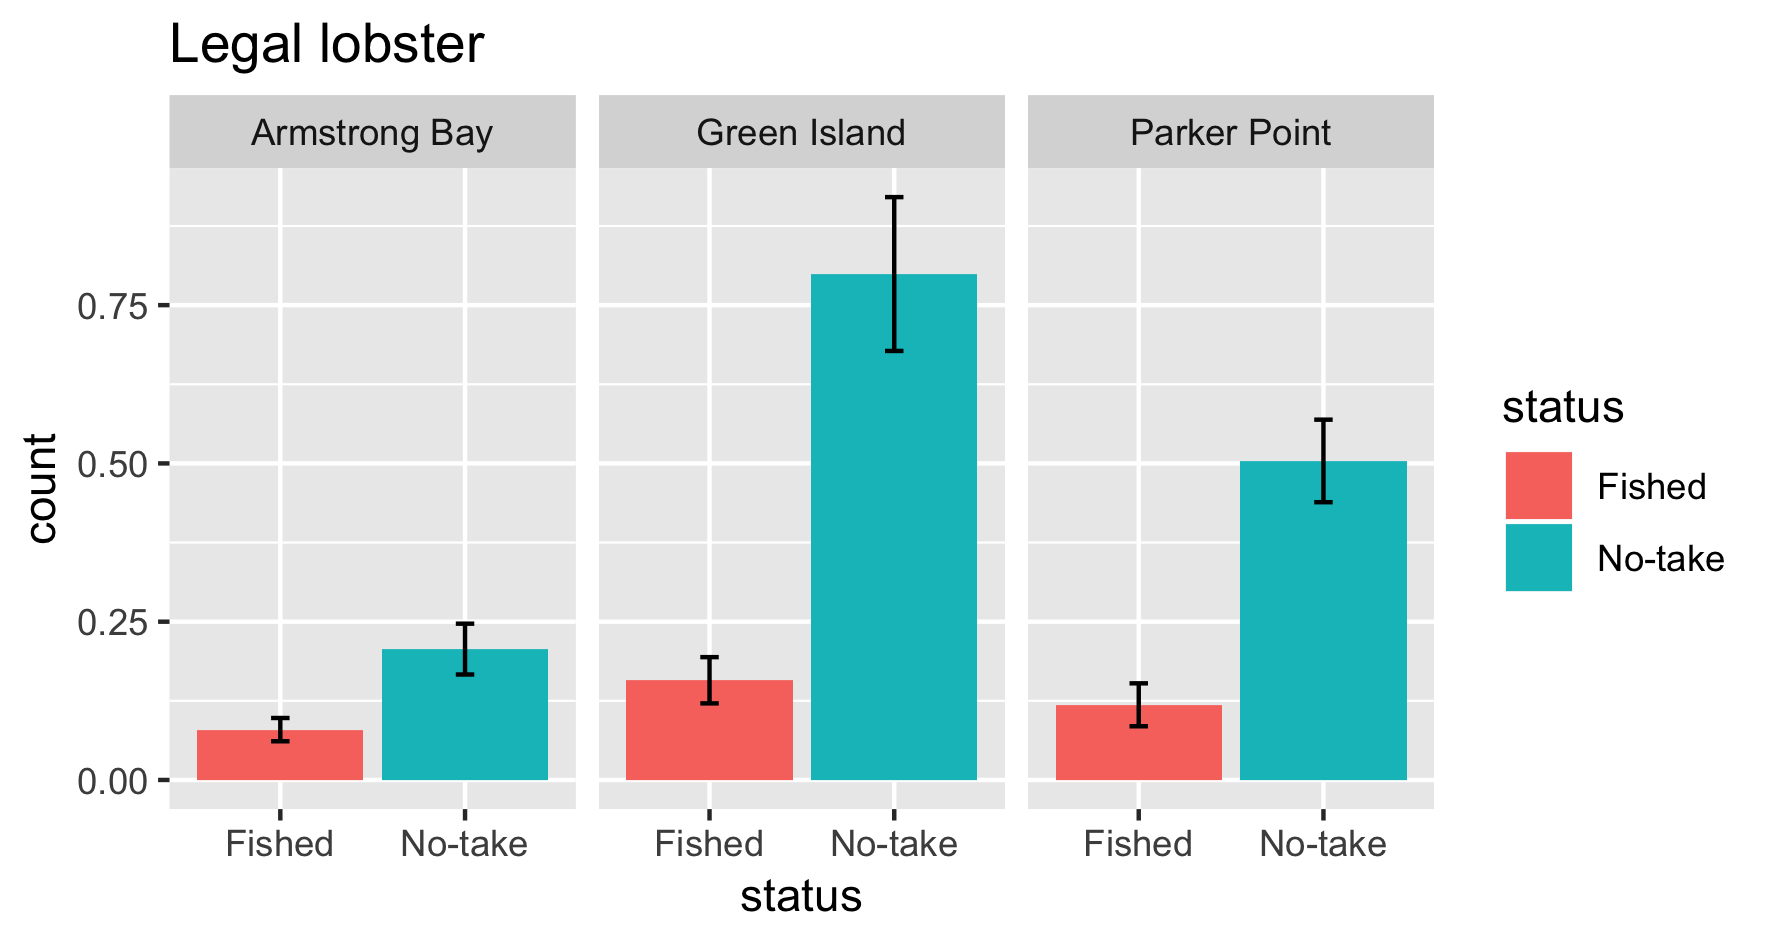 Legal lobster
Armstrong Bay Green Island Parker Point
0.75
0.50
0.25
0.00
count
Fished No-take Fished No-take Fished No-take
status
status
Fished
No-take